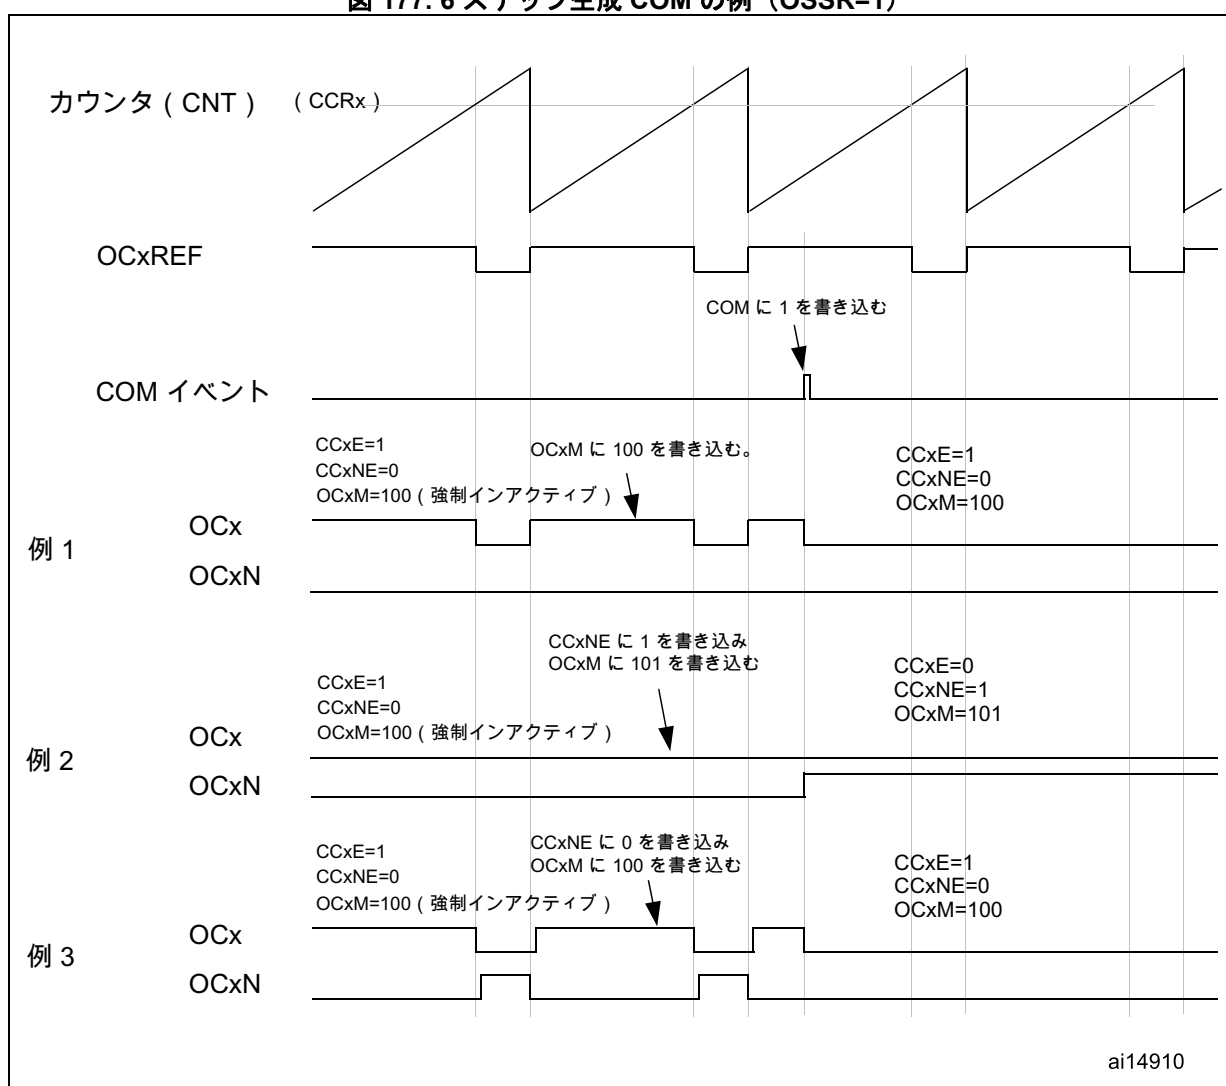 図 177. 6 ステップ生成 COM の例（OSSR=1）
カウンタ ( CNT ) ( CCRx )
OCxREF
COM に 1 を書き込む
COM イベント
CCxE=1
CCxNE=0
OCxM=100 ( 強制インアクティブ )
OCxM に 100 を書き込む。
CCxE=1
CCxNE=0
OCxM=100
例 1
OCx
OCxN
CCxNE に 1 を書き込み
OCxM に 101 を書き込む
CCxE=1
CCxNE=0
OCxM=100 ( 強制インアクティブ )
CCxE=0
CCxNE=1
OCxM=101
例 2
OCx
OCxN
CCxNE に 0 を書き込み
OCxM に 100 を書き込む
CCxE=1
CCxNE=0
OCxM=100 ( 強制インアクティブ )
CCxE=1
CCxNE=0
OCxM=100
例 3
OCx
OCxN
ai14910